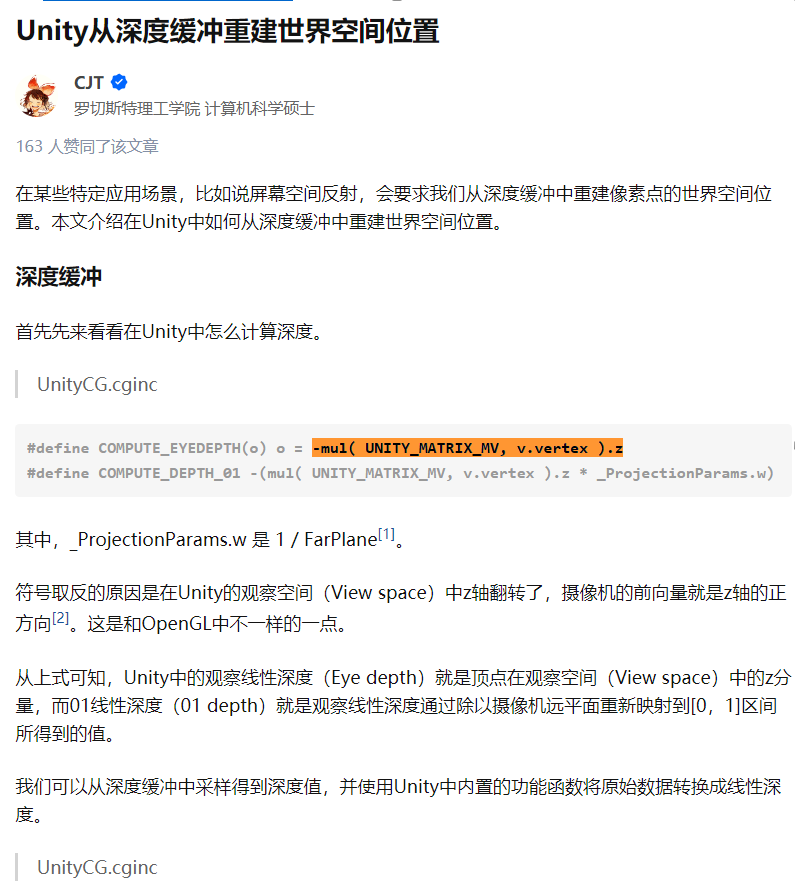 Unity从深度缓冲重建世界空间位置
CJT
罗切斯特理工学院 计算机科学硕士
163 人赞同了该文章
在某些特定应用场景，比如说屏幕空间反射，会要求我们从深度缓冲中重建像素点的世界空间位
置。本文介绍在Unity中如何从深度缓冲中重建世界空间位置。
深度缓冲
首先先来看看在Unity中怎么计算深度。
UnityCG.cginc
#define COMPUTE_EYEDEPTH(o) o = -mul( UNITY_MATRIX_MV, v.vertex ).z
#define COMPUTE_DEPTH_01 -(mul( UNITY_MATRIX_MV, v.vertex ).z * _ProjectionParams.w)
其中，_ProjectionParams.w 是 1 / FarPlane[1]。
符号取反的原因是在Unity的观察空间（View space）中z轴翻转了，摄像机的前向量就是z轴的正
方向[2]。这是和OpenGL中不一样的一点。
从上式可知，Unity中的观察线性深度（Eye depth）就是顶点在观察空间（View space）中的z分
量，而01线性深度（01 depth）就是观察线性深度通过除以摄像机远平面重新映射到[0，1]区间
所得到的值。
我们可以从深度缓冲中采样得到深度值，并使用Unity中内置的功能函数将原始数据转换成线性深
度。
UnityCG.cginc